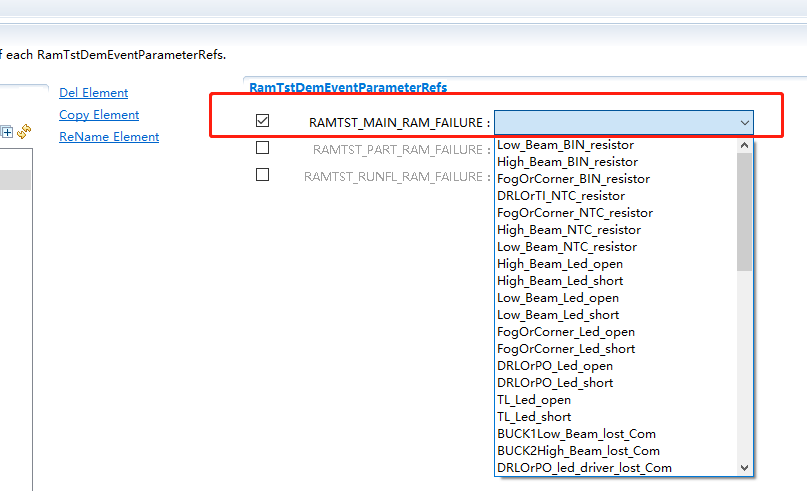 f each RamTstDemEventParameterRefs.
Del Element
Copy Element
ReName Element
RamTstDemEventParameterRefs
RAMTST_MAIN_RAM_FAILURE :
RAMTST_PART_RAM_FAILURE :
RAMTST_RUNFL_RAM_FAILURE :
Low_Beam_BIN_resistor
High_Beam_BIN_resistor
FogOrCorner_BIN_resistor
DRLOrTI_NTC_resistor
FogOrCorner_NTC_resistor
High_Beam_NTC_resistor
Low_Beam_NTC_resistor
High_Beam_Led_open
High_Beam_Led_short
Low_Beam_Led_open
Low_Beam_Led_short
FogOrCorner_Led_open
FogOrCorner_Led_short
DRLOrPO_Led_open
DRLOrPO_Led_short
TL_Led_open
TL_Led_short
BUCK1Low_Beam_lost_Com
BUCK2High_Beam_lost_Com
DRLOrPO_led_driver_lost_Com